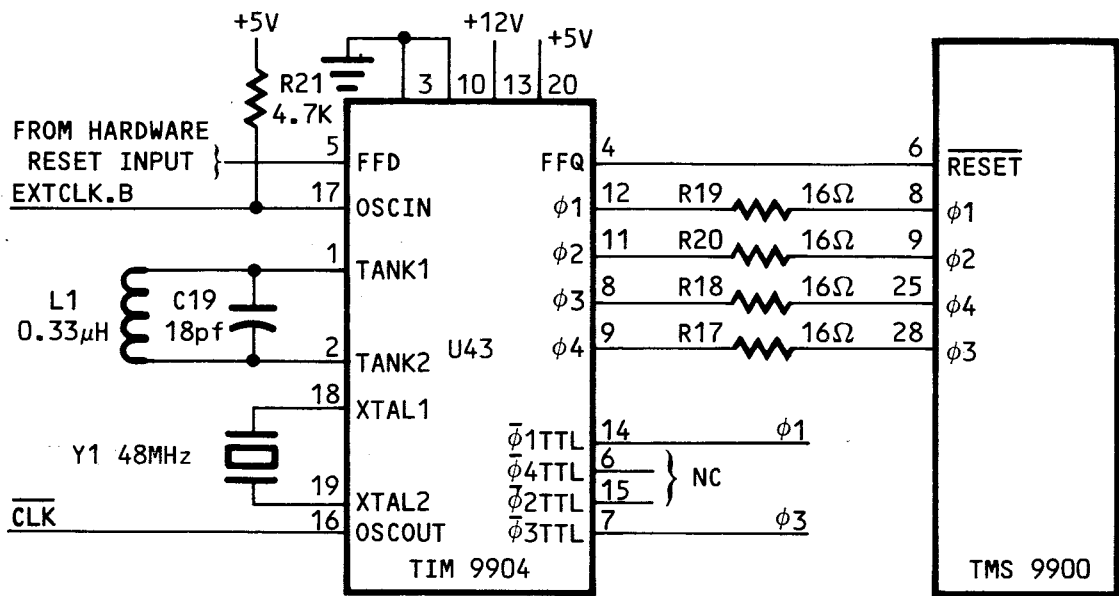 +5V
+12V
+5V
R21
4.7K
3 10 13 20
FROM HARDWARE
RESET INPUT }
EXTCLK.B
5
FFD
FFQ
4
6
R̅E̅S̅E̅T̅
17
OSCIN
ϕ1
12
R19
16Ω
8
ϕ1
ϕ2
11
R20
16Ω
9
ϕ2
1
TANK1
ϕ3
8
R18
16Ω
25
ϕ4
L1
0.33µH
C19
18pf
2
TANK2
U43
ϕ4
9
R17
16Ω
28
ϕ3
18
XTAL1
Y1 48MHz
19
XTAL2
C̅L̅K̅
16
OSCOUT
ϕ̅1TTL
14
ϕ1
ϕ̅4TTL
6
ϕ̅2TTL
15
} NC
ϕ̅3TTL
7
ϕ3
TIM 9904
TMS 9900